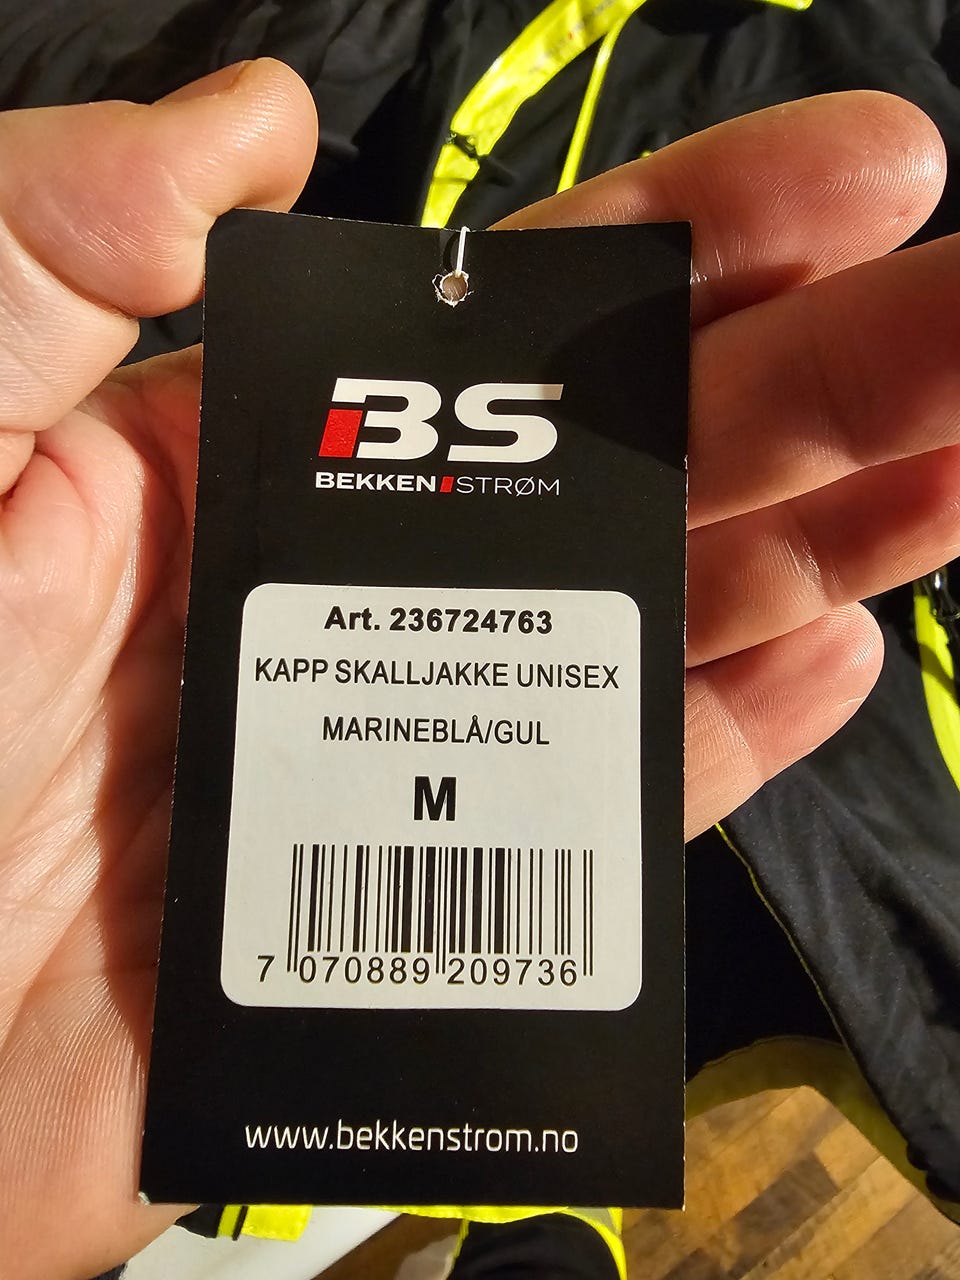 BS
BEKKEN STRØM
Art. 236724763
KAPP SKALLJAKKE UNISEX
MARINEBLÅ/GUL
M
7 070889 209736
www.bekkenstrom.no